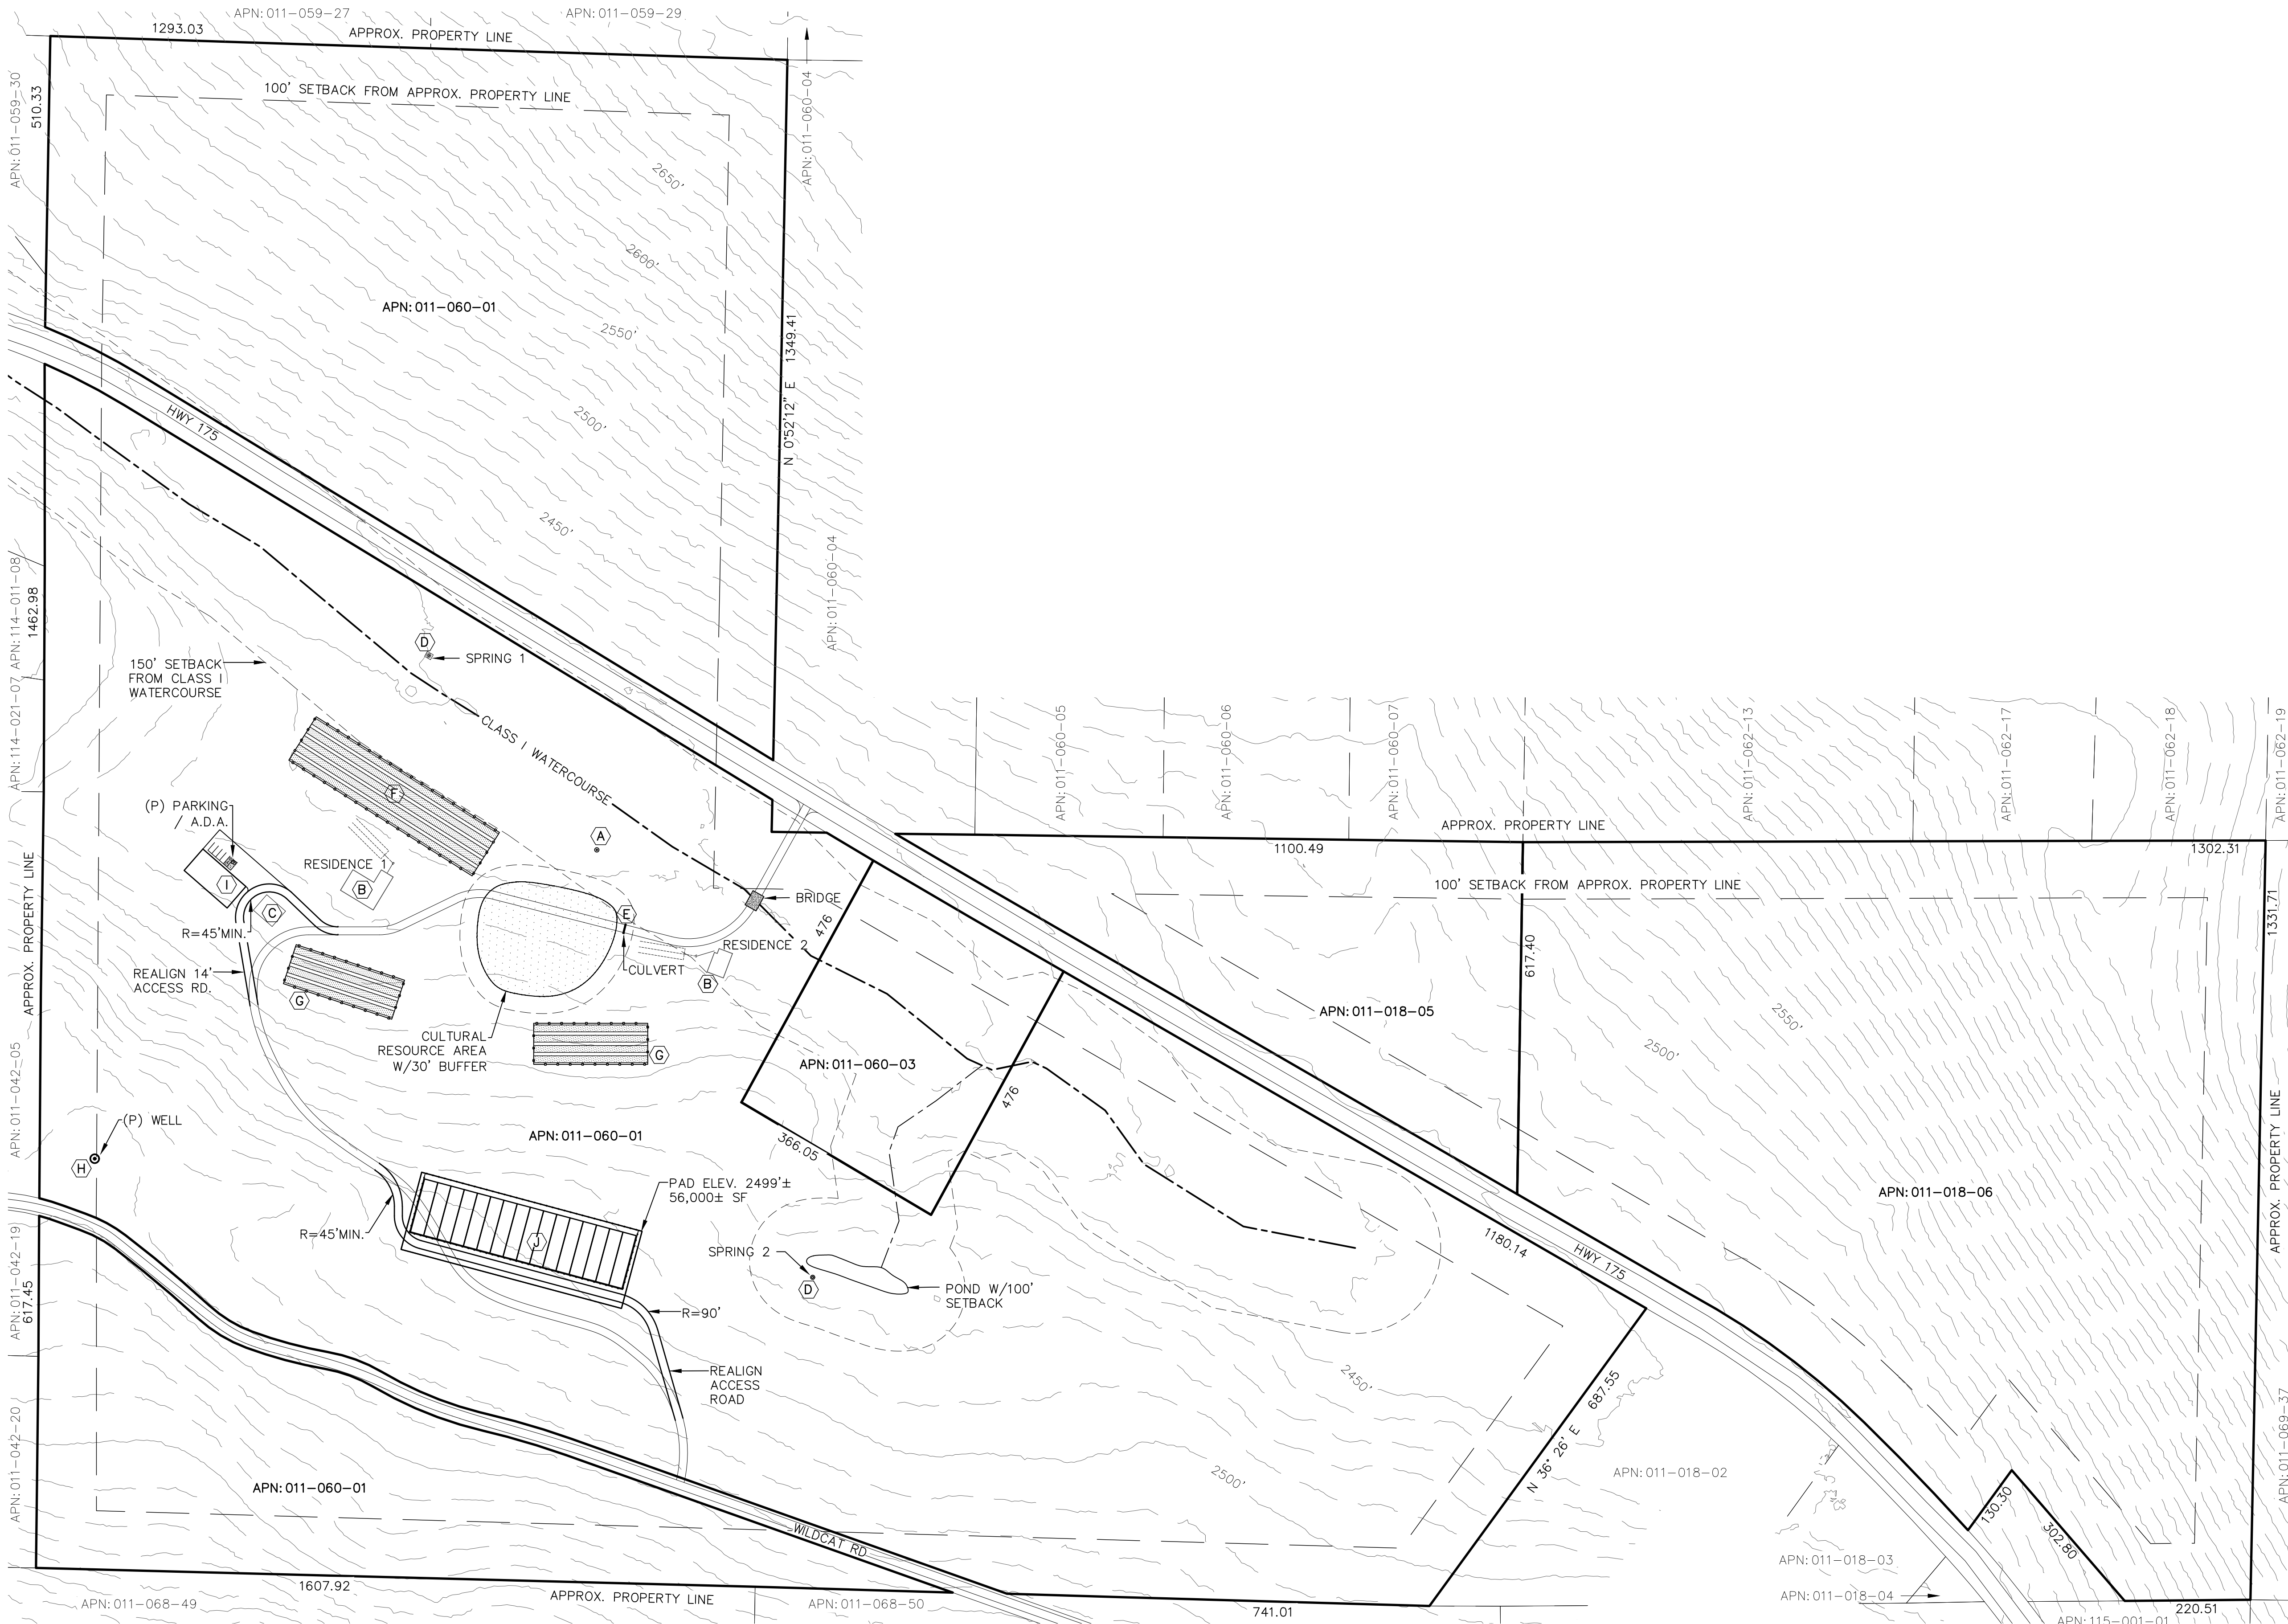 APN: 011-059-27
APN: 011-059-29
1293.03
APPROX. PROPERTY LINE
APN: 011-059-30
510.33
100' SETBACK FROM APPROX. PROPERTY LINE
APN: 011-060-04
2650'
2600'
APN: 011-060-01
2550'
N 0°52'12" E 1349.41
HWY 175
2500'
2450'
APN: 011-060-04
APN: 114-011-08
1462.98
D
SPRING 1
150' SETBACK
FROM CLASS I
WATERCOURSE
APN: 114-021-07
CLASS I WATERCOURSE
APN: 011-060-05
APN: 011-060-06
APN: 011-060-07
APN: 011-062-13
APN: 011-062-17
APN: 011-062-18
APN: 011-062-19
F
(P) PARKING
/ A.D.A.
A
APPROX. PROPERTY LINE
1100.49
1302.31
RESIDENCE 1
I
B
C
E
BRIDGE
100' SETBACK FROM APPROX. PROPERTY LINE
1331.71
R=45'MIN.
476
RESIDENCE 2
617.40
APPROX. PROPERTY LINE
REALIGN 14'
ACCESS RD.
CULVERT
B
G
APN: 011-018-05
2550'
2500'
CULTURAL
RESOURCE AREA
W/30' BUFFER
G
APN: 011-060-03
476
APN: 011-042-05
(P) WELL
H
APN: 011-060-01
366.05
PAD ELEV. 2499'±
56,000± SF
APN: 011-018-06
APPROX. PROPERTY LINE
R=45'MIN.
J
SPRING 2
D
POND W/100'
SETBACK
1180.14
HWY 175
APN: 011-042-19
617.45
R=90'
REALIGN
ACCESS
ROAD
2450'
N 36° 26' E 687.55
APN: 011-042-20
APN: 011-060-01
2500'
APN: 011-018-02
APN: 011-069-37
WILDCAT RD
130.30
302.80
APN: 011-018-03
APN: 011-018-04
1607.92
APPROX. PROPERTY LINE
APN: 011-068-49
APN: 011-068-50
741.01
220.51
APN: 115-001-01